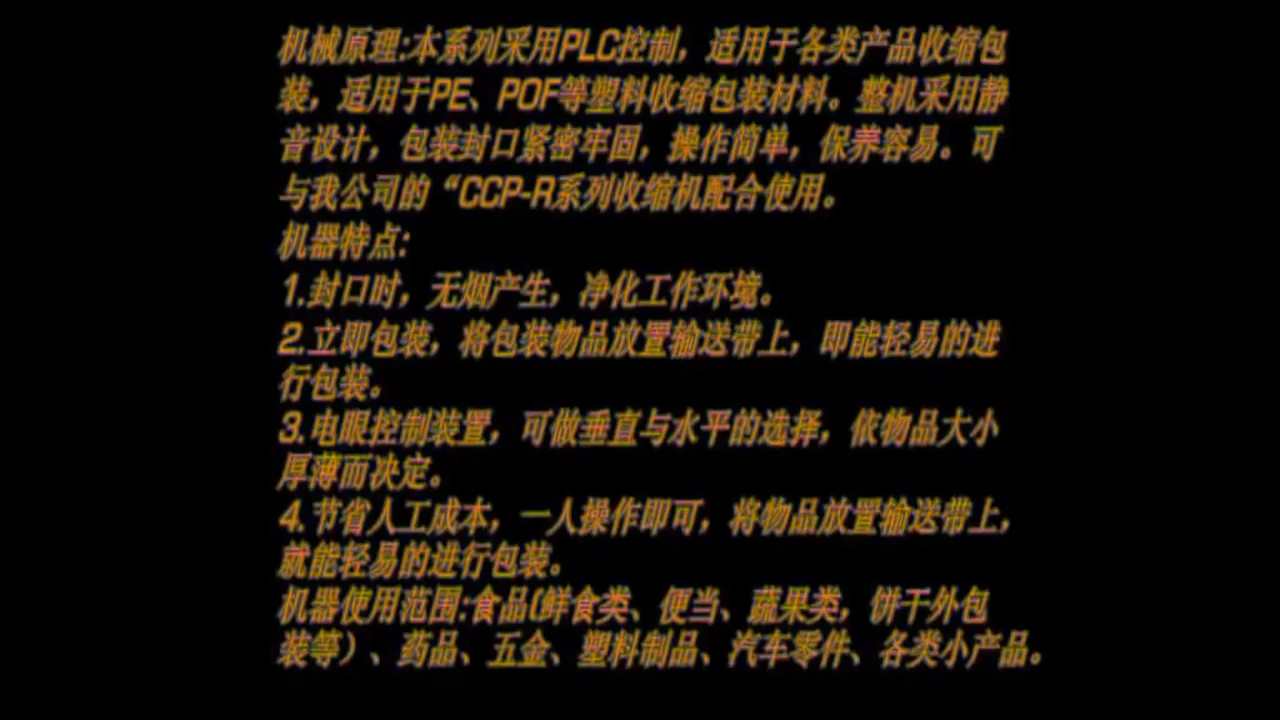 机械原理:本系列采用PLC控制，适用于各类产品收缩包
装，适用于PE、POF等塑料收缩包装材料。整机采用静
音设计，包装封口紧密牢固，操作简单，保养容易。可
与我公司的“CCP-R系列收缩机配合使用。
机器特点:
1.封口时，无烟产生，净化工作环境。
2.立即包装，将包装物品放置输送带上，即能轻易的进
行包装。
3.电眼控制装置，可做垂直与水平的选择，依物品大小
厚薄而决定。
4.节省人工成本，一人操作即可，将物品放置输送带上，
就能轻易的进行包装。
机器使用范围:食品(鲜食类、便当、蔬果类，饼干外包
装等）、药品、五金、塑料制品、汽车零件、各类小产品。